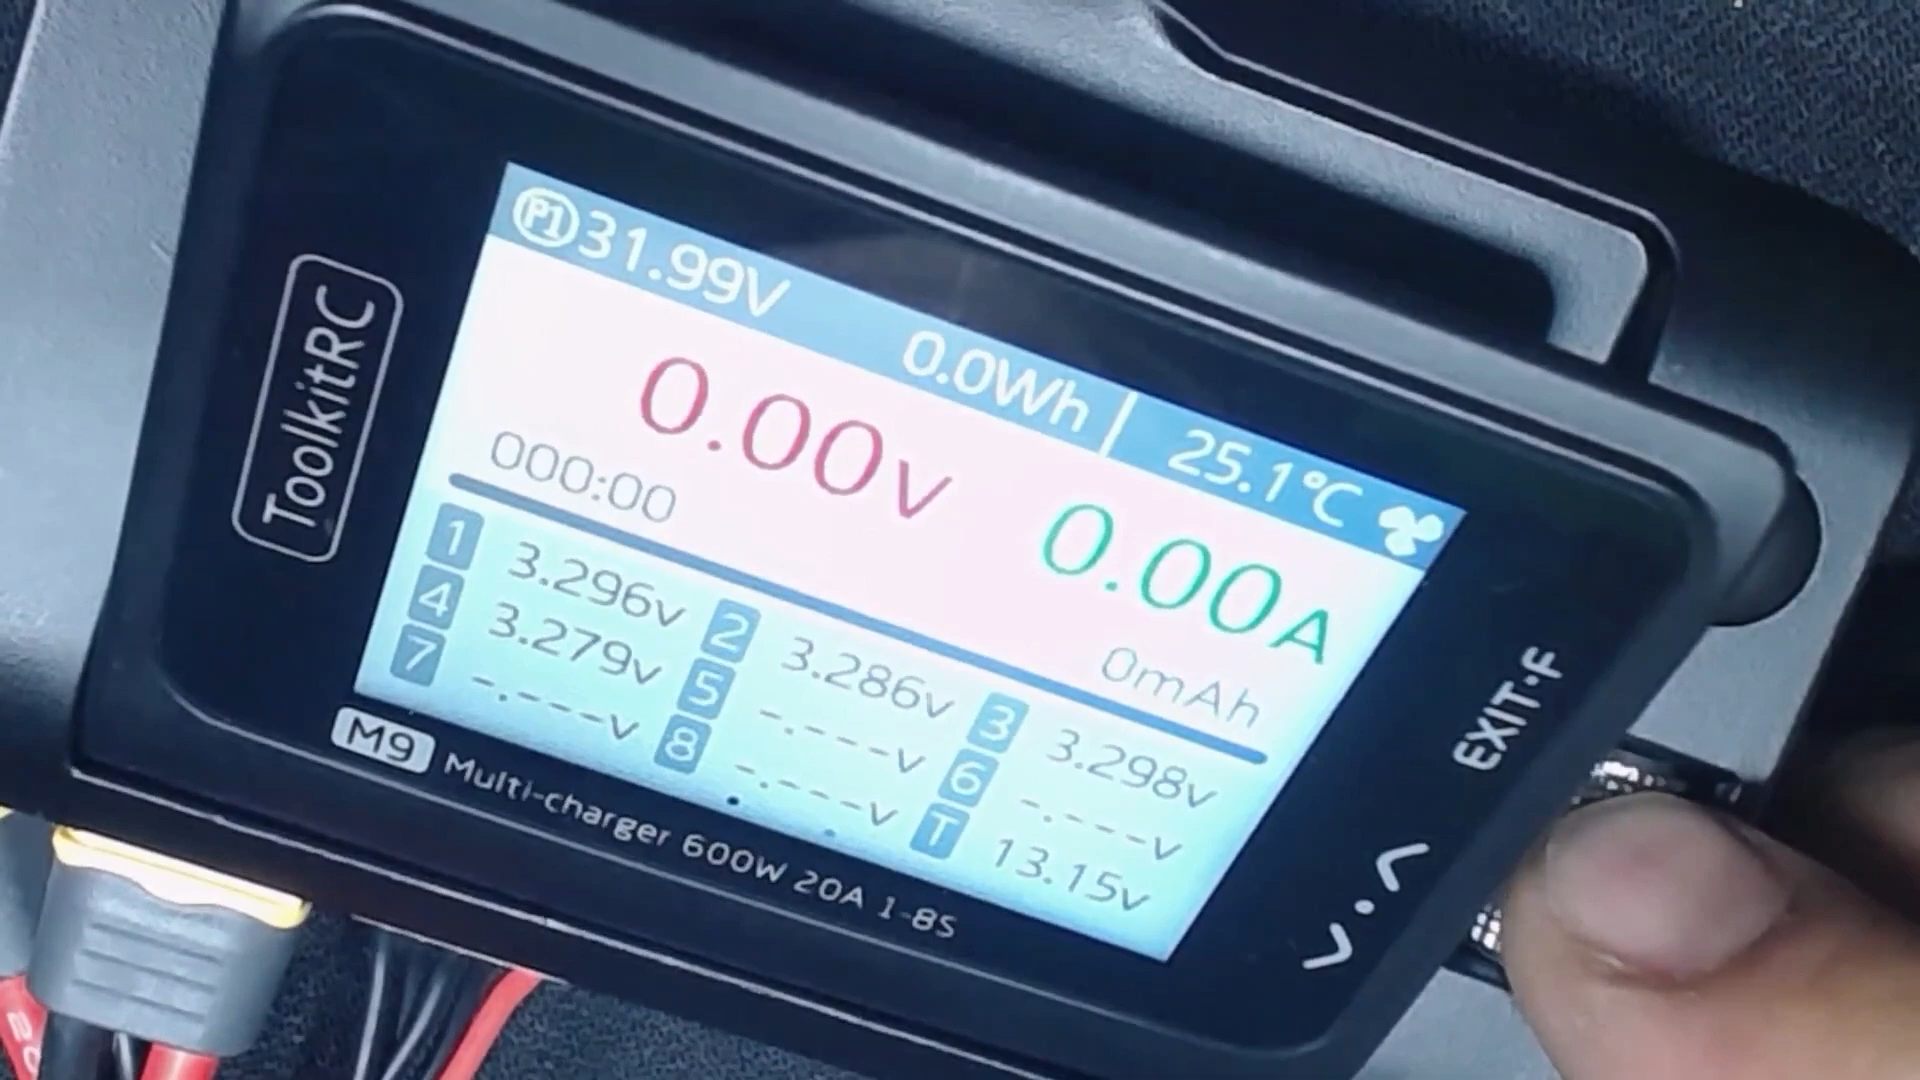 ToolkitRC
P1 31.99V 0.0Wh | 25.1°C
0.00V 0.00A
000:00 0mAh
1 3.296v 2 3.286v 3 3.298v
4 3.279v 5 -.---v 6 -.---v
7 -.---v 8 -.---v T 13.15v
M9 Multi-charger 600W 20A 1-8S
EXIT•F
< • >